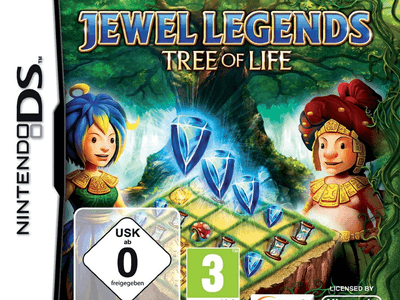 NINTENDO DS
JEWEL LEGENDS
TREE OF LIFE
USK
ab
0
freigegeben
3
LICENSED BY